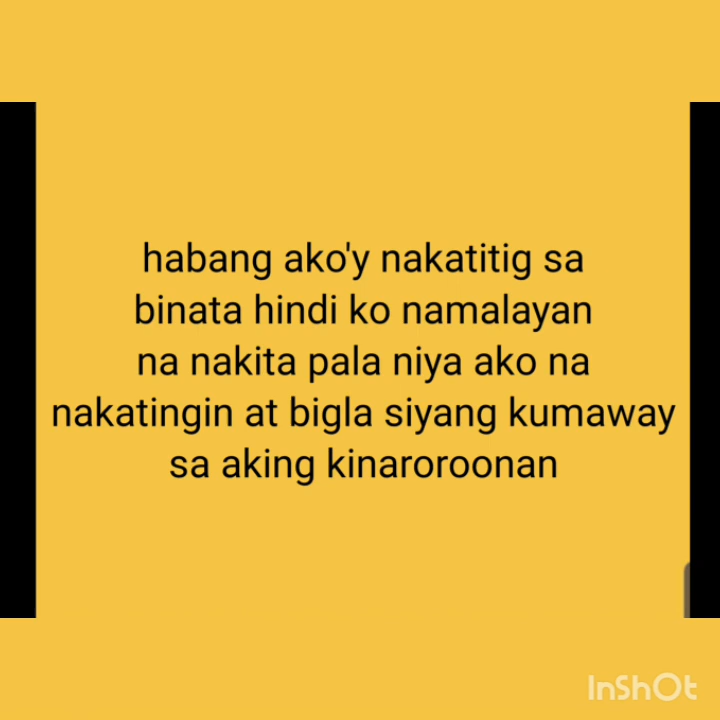 habang ako'y nakatitig sa
binata hindi ko namalayan
na nakita pala niya ako na
nakatingin at bigla siyang kumaway
sa aking kinaroroonan
InShOt